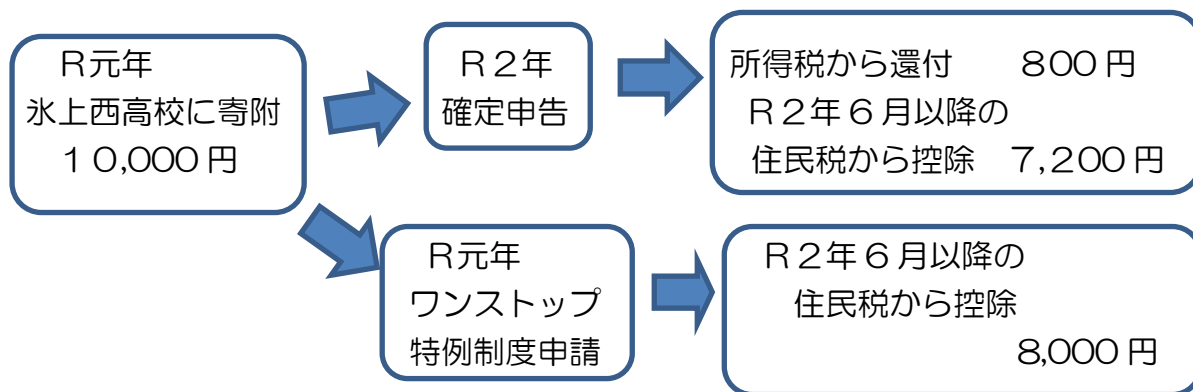 R元年
氷上西高校に寄附
10,000円
R2年
確定申告
所得税から還付 800円
R2年6月以降の
住民税から控除 7,200円
R元年
ワンストップ
特例制度申請
R2年6月以降の
住民税から控除
8,000円